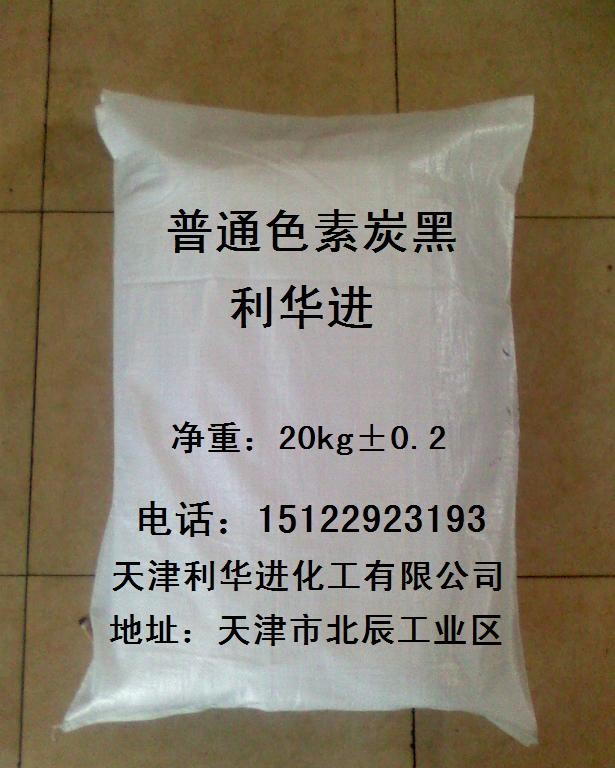 普通色素炭黑
利华进
净重：20kg±0.2
电话：15122923193
天津利华进化工有限公司
地址：天津市北辰工业区